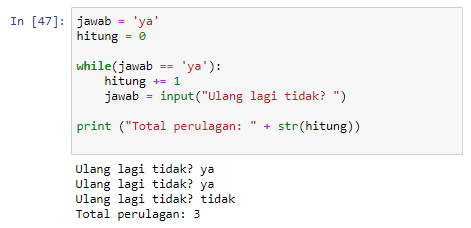 In [47]: jawab = 'ya'
hitung = 0
while(jawab == 'ya'):
    hitung += 1
    jawab = input("Ulang lagi tidak? ")
print ("Total perulagan: " + str(hitung))
Ulang lagi tidak? ya
Ulang lagi tidak? ya
Ulang lagi tidak? tidak
Total perulagan: 3